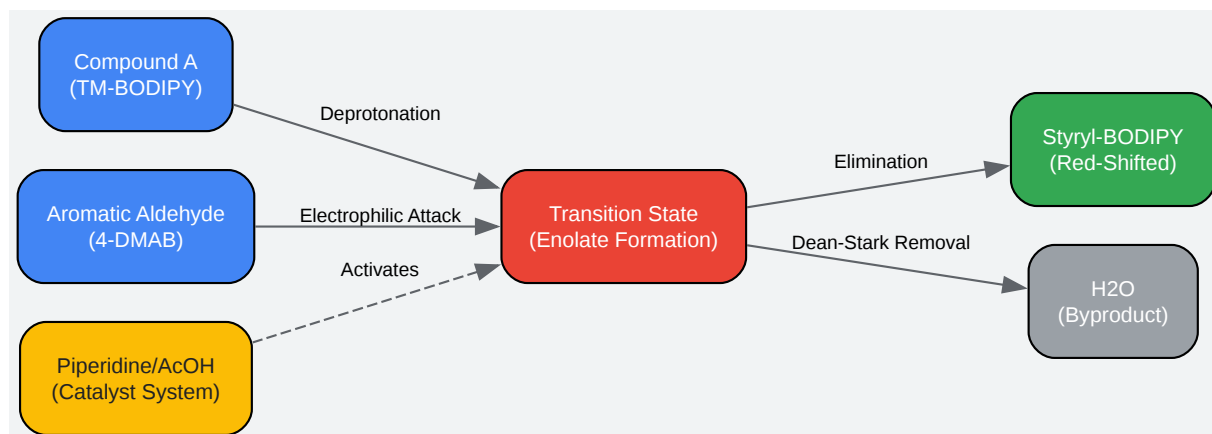 Compound A
(TM-BODIPY)
Deprotonation
Aromatic Aldehyde
(4-DMAB)
Electrophilic Attack
Piperidine/AcOH
(Catalyst System)
Activates
Transition State
(Enolate Formation)
Elimination
Styryl-BODIPY
(Red-Shifted)
Dean-Stark Removal
H2O
(Byproduct)